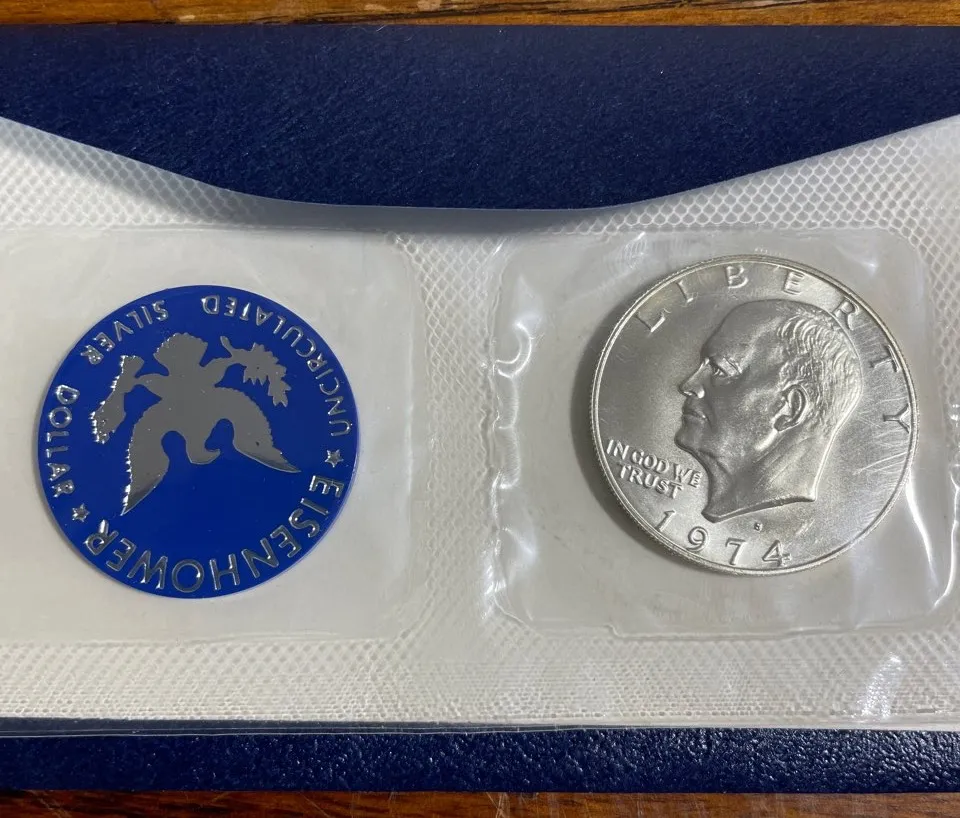 EISENHOWER
UNCIRCULATED SILVER DOLLAR
LIBERTY
IN GOD WE
TRUST
S
1974